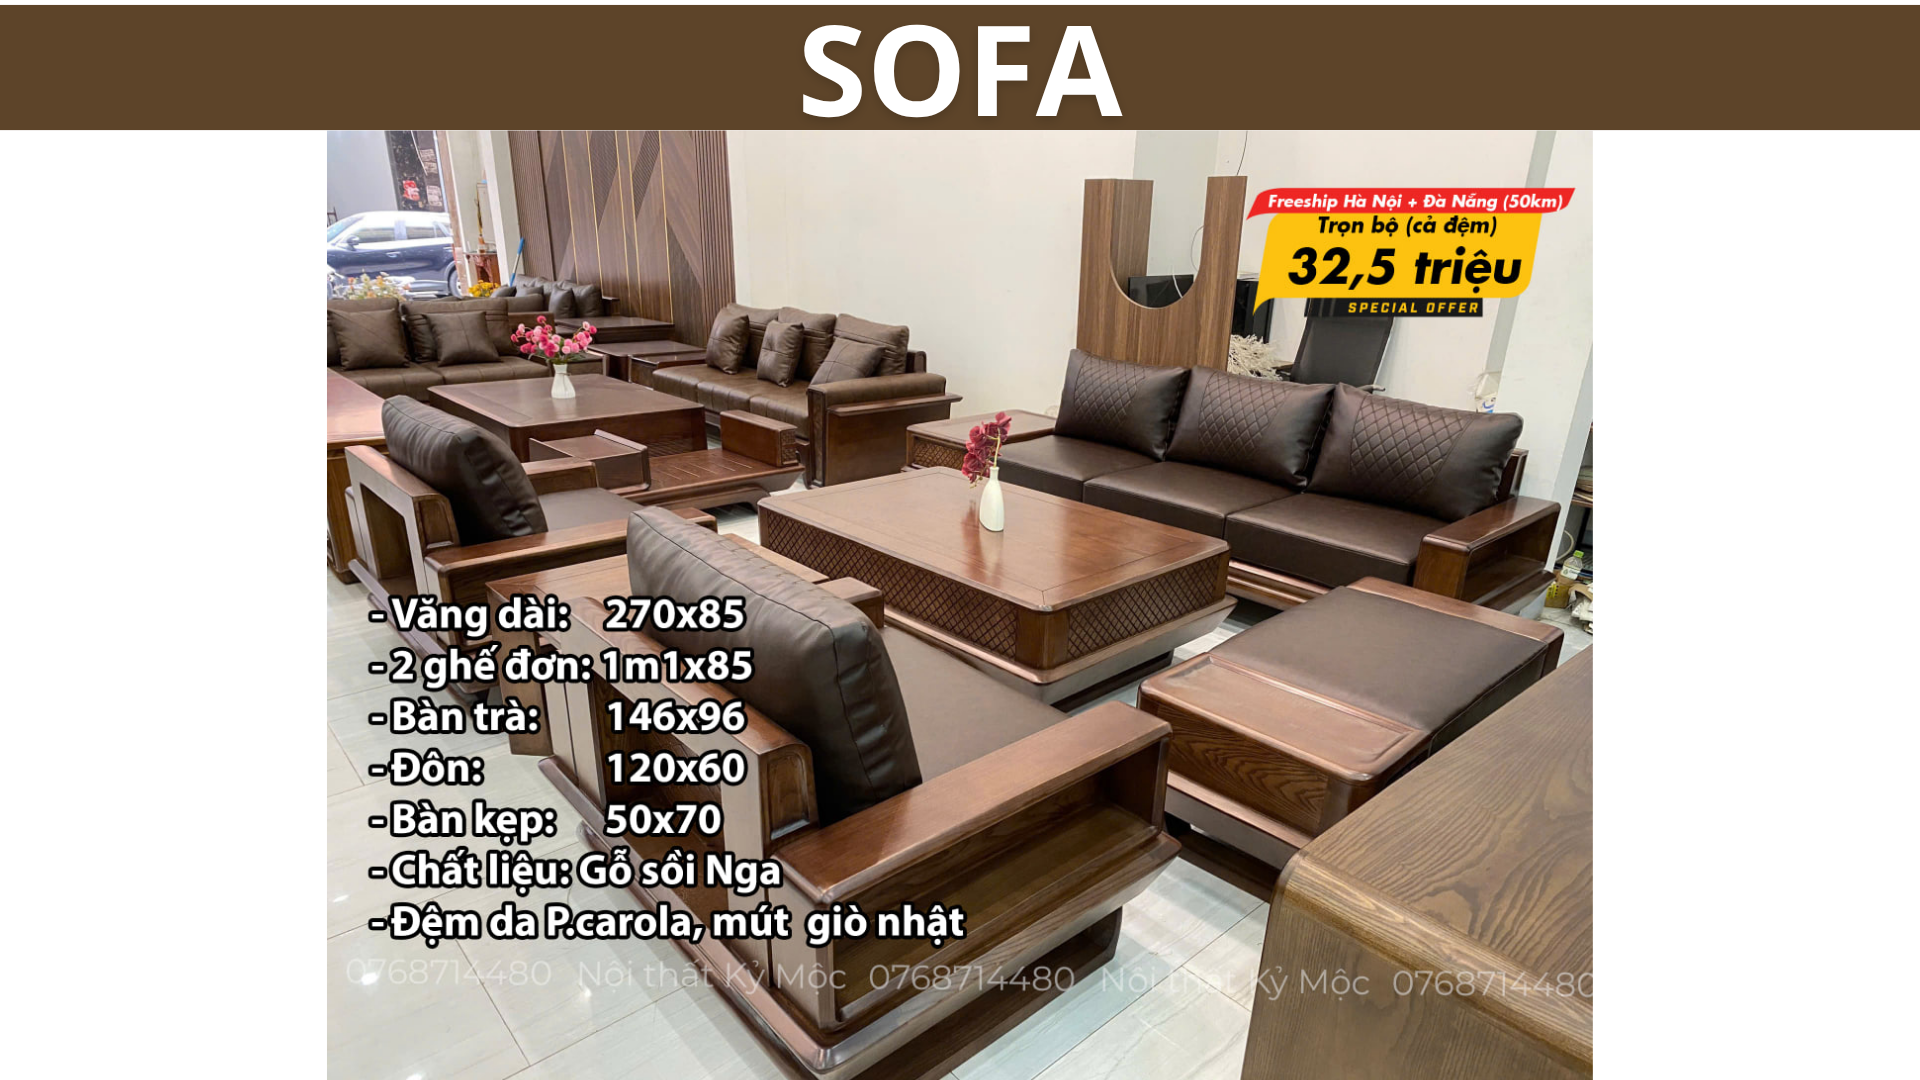 SOFA
Freeship Hà Nội + Đà Nẵng (50km)
Trọn bộ (cả đệm)
32,5 triệu
SPECIAL OFFER
- Văng dài: 270x85
- 2 ghế đơn: 1m1x85
- Bàn trà: 146x96
- Đôn: 120x60
- Bàn kẹp: 50x70
- Chất liệu: Gỗ sồi Nga
- Đệm da P.carola, mút giò nhật
0768714480 Nội thất Kỷ Mộc 0768714480 Nội thất Kỷ Mộc 0768714480